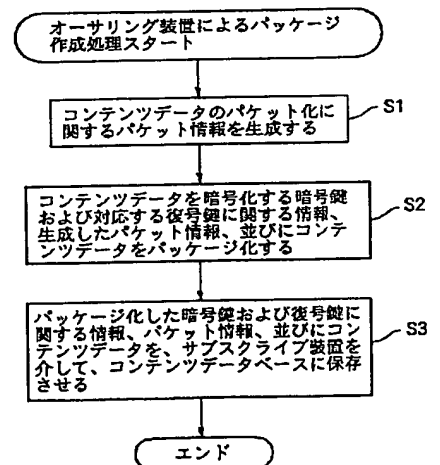 オーサリング装置によるパッケージ
作成処理スタート
コンテンツデータのパケット化に
関するパケット情報を生成する
S1
コンテンツデータを暗号化する暗号鍵
および対応する復号鍵に関する情報、
生成したパケット情報、並びにコンテ
ンツデータをパッケージ化する
S2
パッケージ化した暗号鍵および復号鍵に
関する情報、パケット情報、並びにコン
テンツデータを、サブスクライブ装置を
介して、コンテンツデータベースに保存
させる
S3
エンド